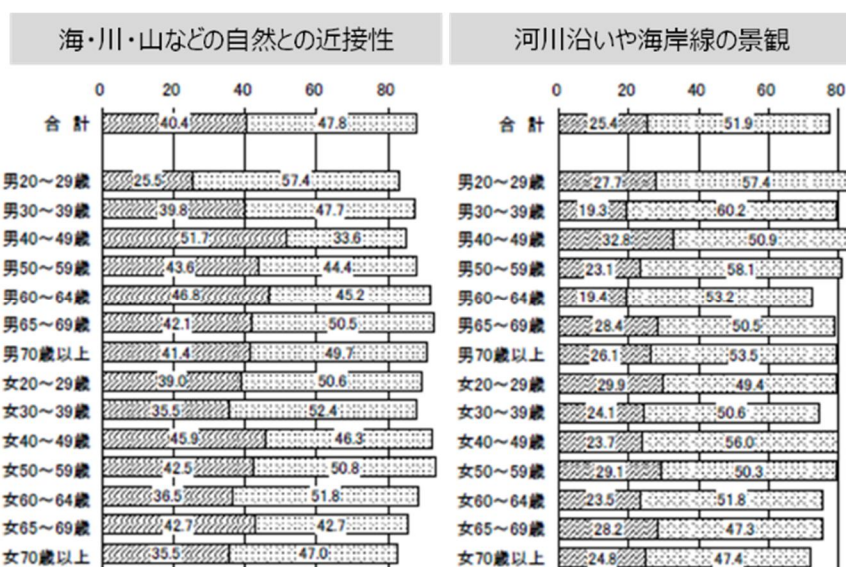 海・川・山などの自然との近接性
0 20 40 60 80
合 計 40.4 47.8
男20～29歳 25.5 57.4
男30～39歳 39.8 47.7
男40～49歳 51.7 33.6
男50～59歳 43.6 44.4
男60～64歳 46.8 45.2
男65～69歳 42.1 50.5
男70歳以上 41.4 49.7
女20～29歳 39.0 50.6
女30～39歳 35.5 52.4
女40～49歳 45.9 46.3
女50～59歳 42.5 50.8
女60～64歳 36.5 51.8
女65～69歳 42.7 42.7
女70歳以上 35.5 47.0
河川沿いや海岸線の景観
0 20 40 60 80
合 計 25.4 51.9
男20～29歳 27.7 57.4
男30～39歳 19.3 60.2
男40～49歳 32.8 50.9
男50～59歳 23.1 58.1
男60～64歳 19.4 53.2
男65～69歳 28.4 50.5
男70歳以上 26.1 53.5
女20～29歳 29.9 49.4
女30～39歳 24.1 50.6
女40～49歳 23.7 56.0
女50～59歳 29.1 50.3
女60～64歳 23.5 51.8
女65～69歳 28.2 47.3
女70歳以上 24.8 47.4